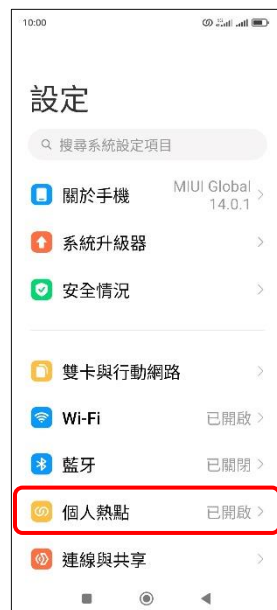 10:00
設定
搜尋系統設定項目
關於手機 MIUI Global 14.0.1
系統升級器
安全情況
雙卡與行動網路
Wi-Fi 已開啟
藍牙 已關閉
個人熱點 已開啟
連線與共享